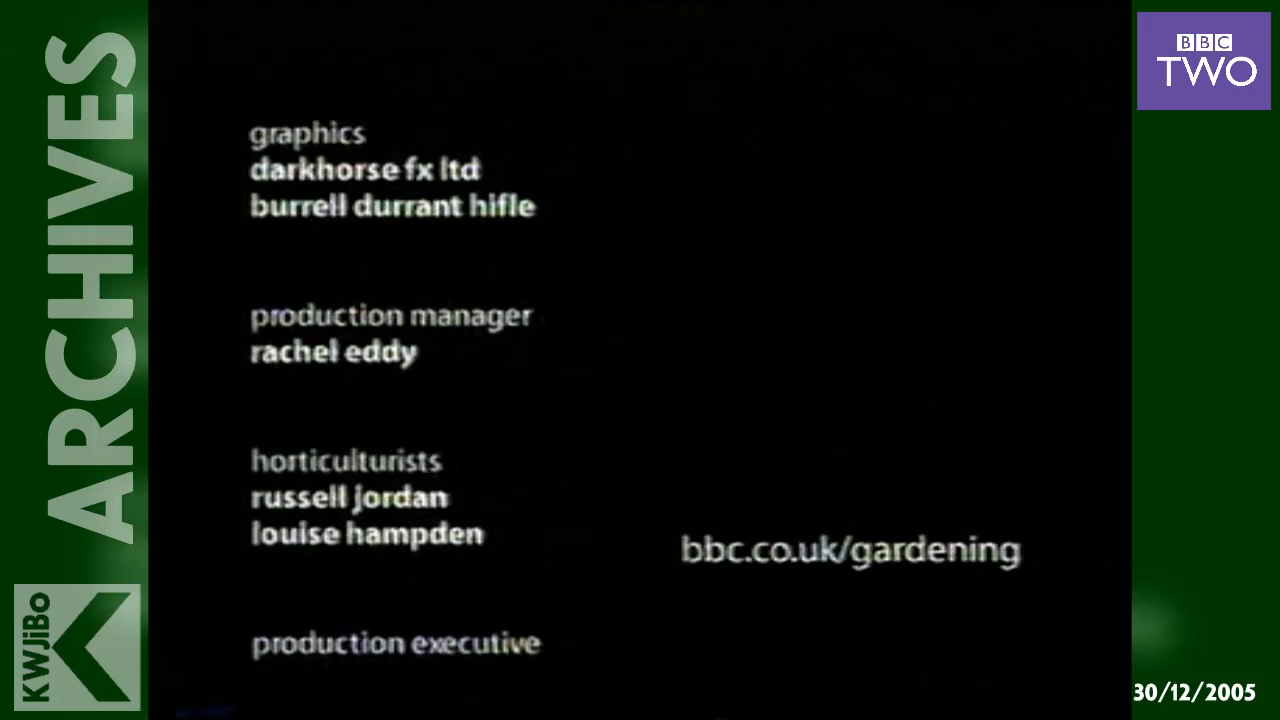 ARCHIVES
KWJiBo
graphics
darkhorse fx ltd
burrell durrant hifle
production manager
rachel eddy
horticulturists
russell jordan
louise hampden
production executive
bbc.co.uk/gardening
BBC
TWO
30/12/2005